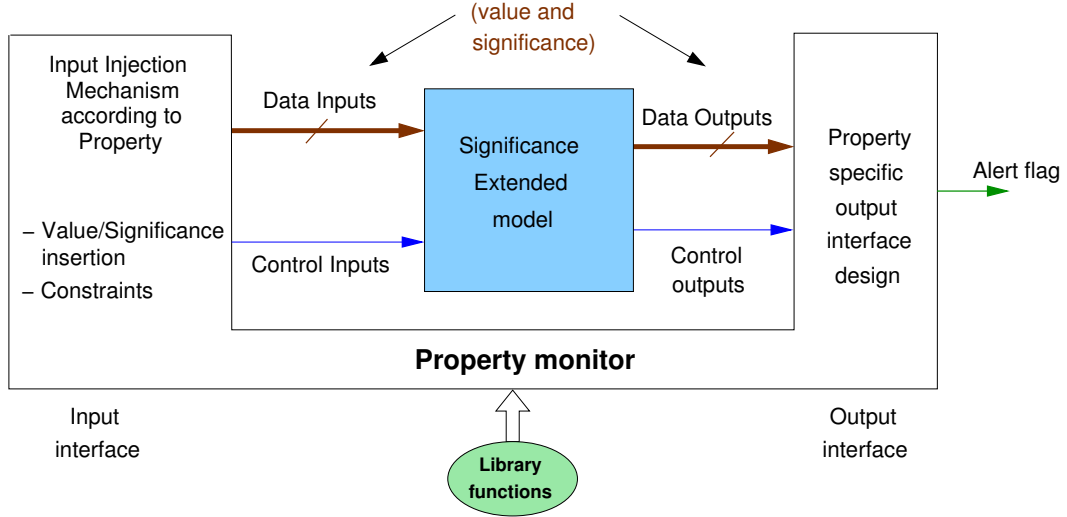 (value and
significance)
Input Injection
Mechanism
according to
Property
– Value/Significance
insertion
– Constraints
Data Inputs
Control Inputs
Significance
Extended
model
Data Outputs
Control
outputs
Property
specific
output
interface
design
Alert flag
Property monitor
Input
interface
Output
interface
Library
functions